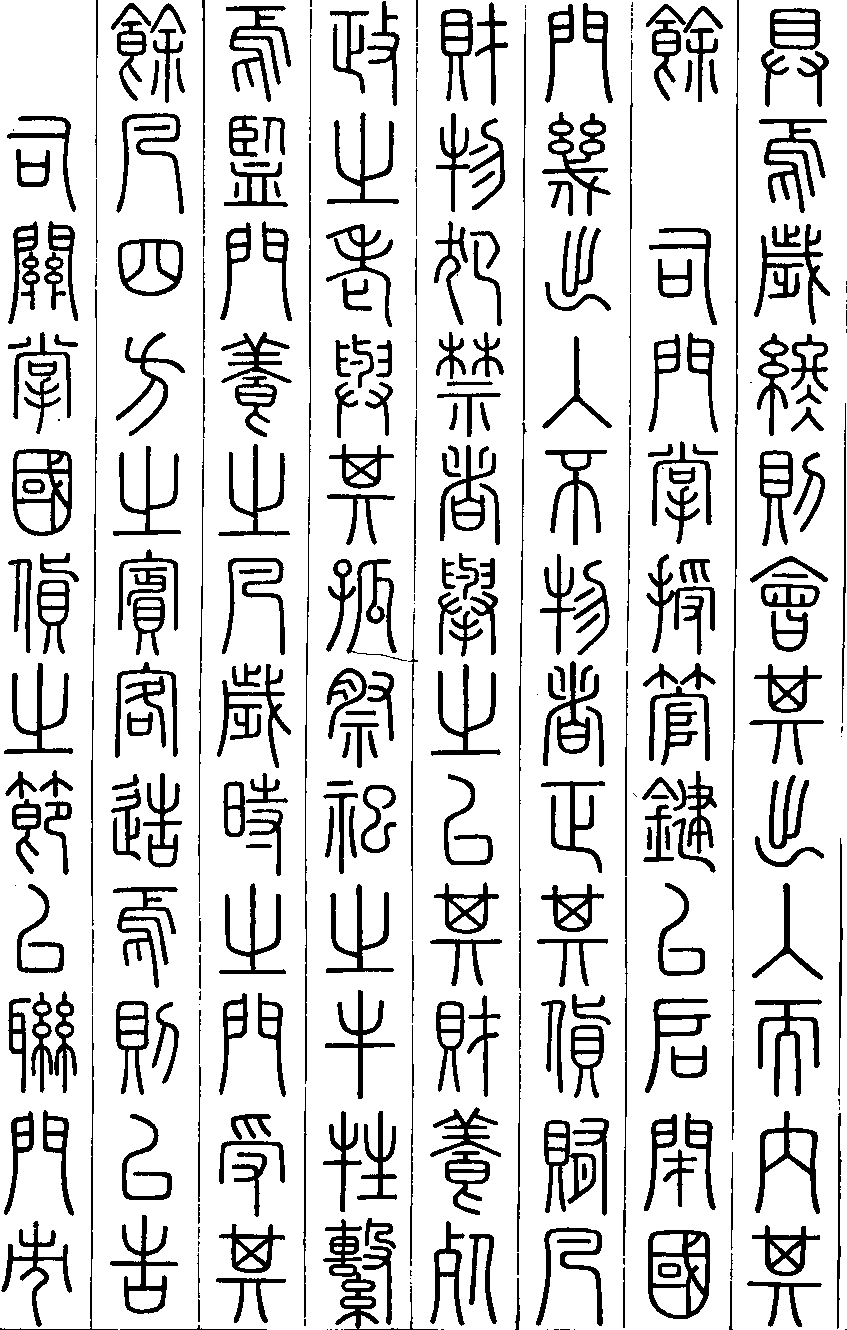 具焉歲終則會其出入而內其
餘 司門掌授管鍵以启閉國
門幾出入不物者正其貨賄凡
財物犯禁者舉之以其財養死
政之老與其孤祭祀之牛牲繫
焉監門養之凡歲時之門受其
餘凡四方之賓客造焉則以告
司關掌國貨之節以聯門市